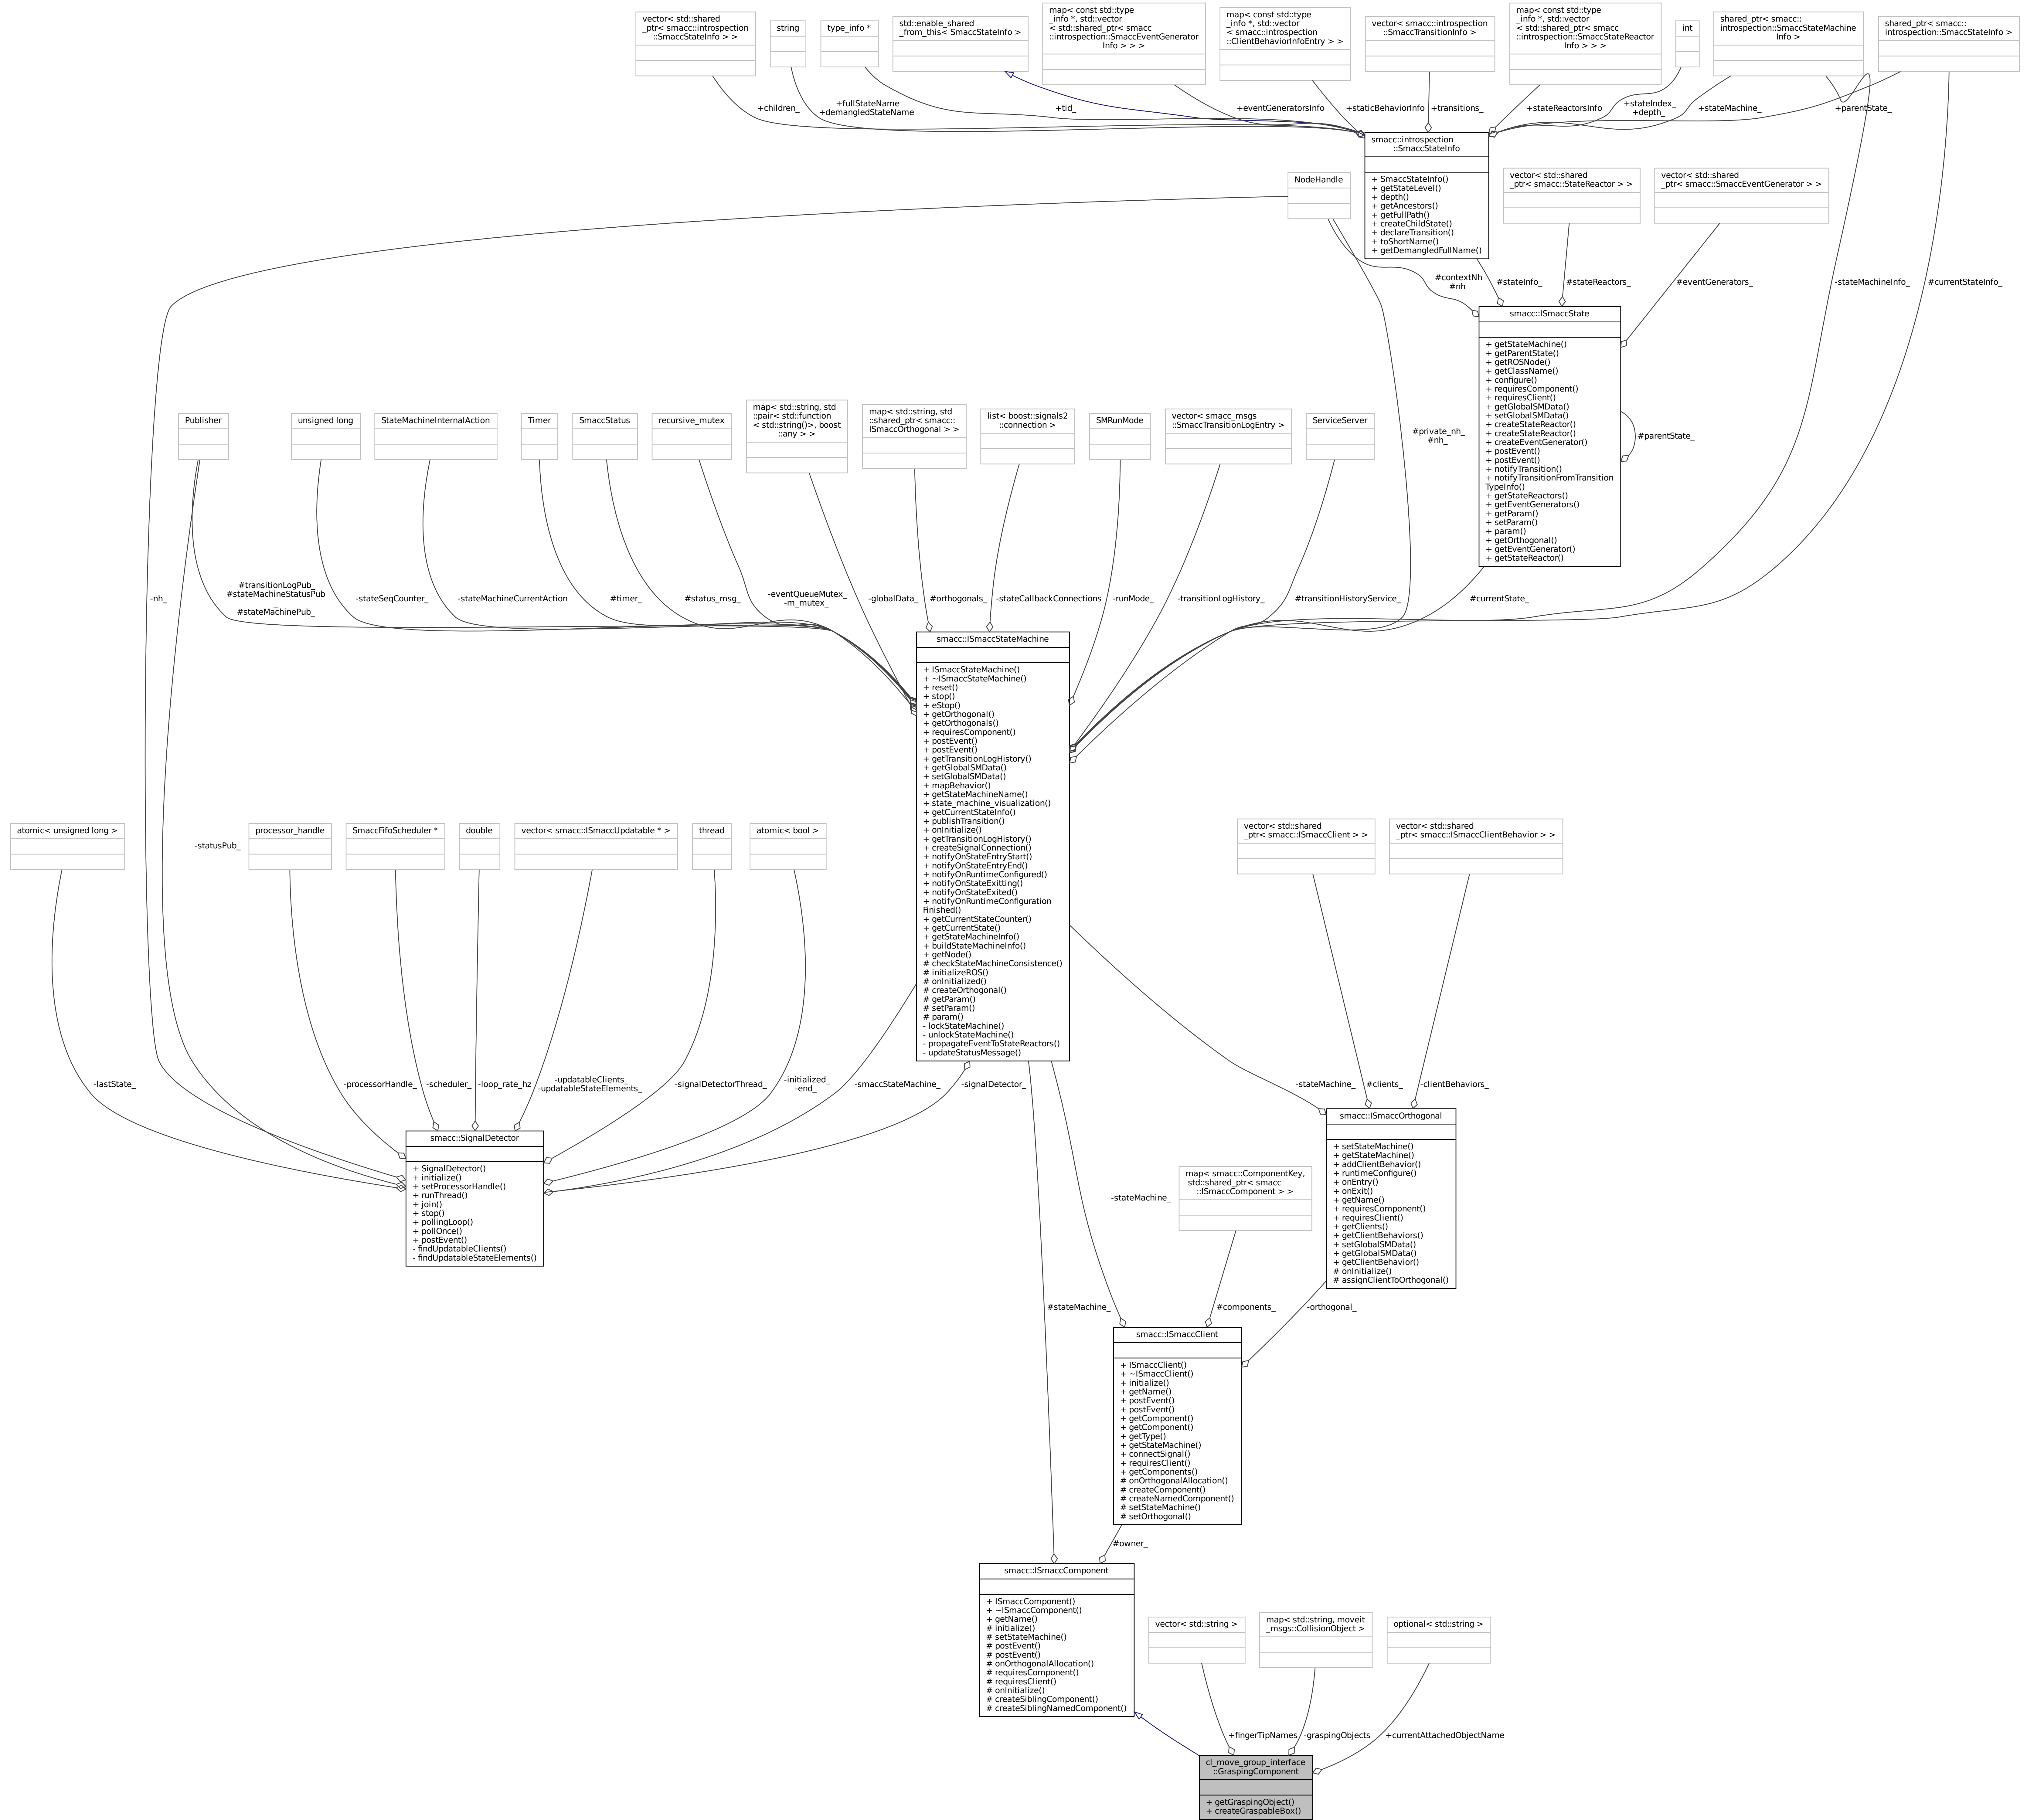 vector< std::shared
_ptr< smacc::introspection
::SmaccStateInfo > >
string
type_info *
std::enable_shared
_from_this< SmaccStateInfo >
map< const std::type
_info *, std::vector
< std::shared_ptr< smacc
::introspection::SmaccEventGenerator
Info > > >
map< const std::type
_info *, std::vector
< smacc::introspection
::ClientBehaviorInfoEntry > >
vector< smacc::introspection
::SmaccTransitionInfo >
map< const std::type
_info *, std::vector
< std::shared_ptr< smacc
::introspection::SmaccStateReactor
Info > > >
int
shared_ptr< smacc::
introspection::SmaccStateMachine
Info >
shared_ptr< smacc::
introspection::SmaccStateInfo >
+children_
+fullStateName
+demangledStateName
+tid_
+eventGeneratorsInfo
+staticBehaviorInfo
+transitions_
+stateReactorsInfo
+stateIndex_
+depth_
+stateMachine_
+parentState_
smacc::introspection
::SmaccStateInfo
+ SmaccStateInfo()
+ getStateLevel()
+ depth()
+ getAncestors()
+ getFullPath()
+ createChildState()
+ declareTransition()
+ toShortName()
+ getDemangledFullName()
NodeHandle
vector< std::shared
_ptr< smacc::StateReactor > >
vector< std::shared
_ptr< smacc::SmaccEventGenerator > >
#contextNh
#nh
#stateInfo_
#stateReactors_
#eventGenerators_
-stateMachineInfo_
#currentStateInfo_
smacc::ISmaccState
+ getStateMachine()
+ getParentState()
+ getROSNode()
+ getClassName()
+ configure()
+ requiresComponent()
+ requiresClient()
+ getGlobalSMData()
+ setGlobalSMData()
+ createStateReactor()
+ createStateReactor()
+ createEventGenerator()
+ postEvent()
+ postEvent()
+ notifyTransition()
+ notifyTransitionFromTransition
TypeInfo()
+ getStateReactors()
+ getEventGenerators()
+ getParam()
+ setParam()
+ param()
+ getOrthogonal()
+ getEventGenerator()
+ getStateReactor()
#parentState_
Publisher
unsigned long
StateMachineInternalAction
Timer
SmaccStatus
recursive_mutex
map< std::string, std
::pair< std::function
< std::string()>, boost
::any > >
map< std::string, std
::shared_ptr< smacc::
ISmaccOrthogonal > >
list< boost::signals2
::connection >
SMRunMode
vector< smacc_msgs
::SmaccTransitionLogEntry >
ServiceServer
#private_nh_
#nh_
-nh_
#transitionLogPub_
#stateMachineStatusPub
_
#stateMachinePub_
-stateSeqCounter_
-stateMachineCurrentAction
#timer_
#status_msg_
-eventQueueMutex_
-m_mutex_
-globalData_
#orthogonals_
-stateCallbackConnections
-runMode_
-transitionLogHistory_
#transitionHistoryService_
#currentState_
smacc::ISmaccStateMachine
+ ISmaccStateMachine()
+ ~ISmaccStateMachine()
+ reset()
+ stop()
+ eStop()
+ getOrthogonal()
+ getOrthogonals()
+ requiresComponent()
+ postEvent()
+ postEvent()
+ getTransitionLogHistory()
+ getGlobalSMData()
+ setGlobalSMData()
+ mapBehavior()
+ getStateMachineName()
+ state_machine_visualization()
+ getCurrentStateInfo()
+ publishTransition()
+ onInitialize()
+ getTransitionLogHistory()
+ createSignalConnection()
+ notifyOnStateEntryStart()
+ notifyOnStateEntryEnd()
+ notifyOnRuntimeConfigured()
+ notifyOnStateExitting()
+ notifyOnStateExited()
+ notifyOnRuntimeConfiguration
Finished()
+ getCurrentStateCounter()
+ getCurrentState()
+ getStateMachineInfo()
+ buildStateMachineInfo()
+ getNode()
# checkStateMachineConsistence()
# initializeROS()
# onInitialized()
# createOrthogonal()
# getParam()
# setParam()
# param()
- lockStateMachine()
- unlockStateMachine()
- propagateEventToStateReactors()
- updateStatusMessage()
atomic< unsigned long >
-statusPub_
processor_handle
SmaccFifoScheduler *
double
vector< smacc::ISmaccUpdatable * >
thread
atomic< bool >
vector< std::shared
_ptr< smacc::ISmaccClient > >
vector< std::shared
_ptr< smacc::ISmaccClientBehavior > >
-lastState_
-processorHandle_
-scheduler_
-loop_rate_hz
-updatableClients_
-updatableStateElements_
-signalDetectorThread_
-initialized_
-end_
-smaccStateMachine_
-signalDetector_
-stateMachine_
#clients_
-clientBehaviors_
smacc::SignalDetector
+ SignalDetector()
+ initialize()
+ setProcessorHandle()
+ runThread()
+ join()
+ stop()
+ pollingLoop()
+ pollOnce()
+ postEvent()
- findUpdatableClients()
- findUpdatableStateElements()
smacc::ISmaccOrthogonal
+ setStateMachine()
+ getStateMachine()
+ addClientBehavior()
+ runtimeConfigure()
+ onEntry()
+ onExit()
+ getName()
+ requiresComponent()
+ requiresClient()
+ getClients()
+ getClientBehaviors()
+ setGlobalSMData()
+ getGlobalSMData()
+ getClientBehavior()
# onInitialize()
# assignClientToOrthogonal()
-stateMachine_
map< smacc::ComponentKey,
std::shared_ptr< smacc
::ISmaccComponent > >
#stateMachine_
#components_
-orthogonal_
smacc::ISmaccClient
+ ISmaccClient()
+ ~ISmaccClient()
+ initialize()
+ getName()
+ postEvent()
+ postEvent()
+ getComponent()
+ getComponent()
+ getType()
+ getStateMachine()
+ connectSignal()
+ requiresClient()
+ getComponents()
# onOrthogonalAllocation()
# createComponent()
# createNamedComponent()
# setStateMachine()
# setOrthogonal()
#owner_
smacc::ISmaccComponent
+ ISmaccComponent()
+ ~ISmaccComponent()
+ getName()
# initialize()
# setStateMachine()
# postEvent()
# postEvent()
# onOrthogonalAllocation()
# requiresComponent()
# requiresClient()
# onInitialize()
# createSiblingComponent()
# createSiblingNamedComponent()
vector< std::string >
map< std::string, moveit
_msgs::CollisionObject >
optional< std::string >
+fingerTipNames
-graspingObjects
+currentAttachedObjectName
cl_move_group_interface
::GraspingComponent
+ getGraspingObject()
+ createGraspableBox()